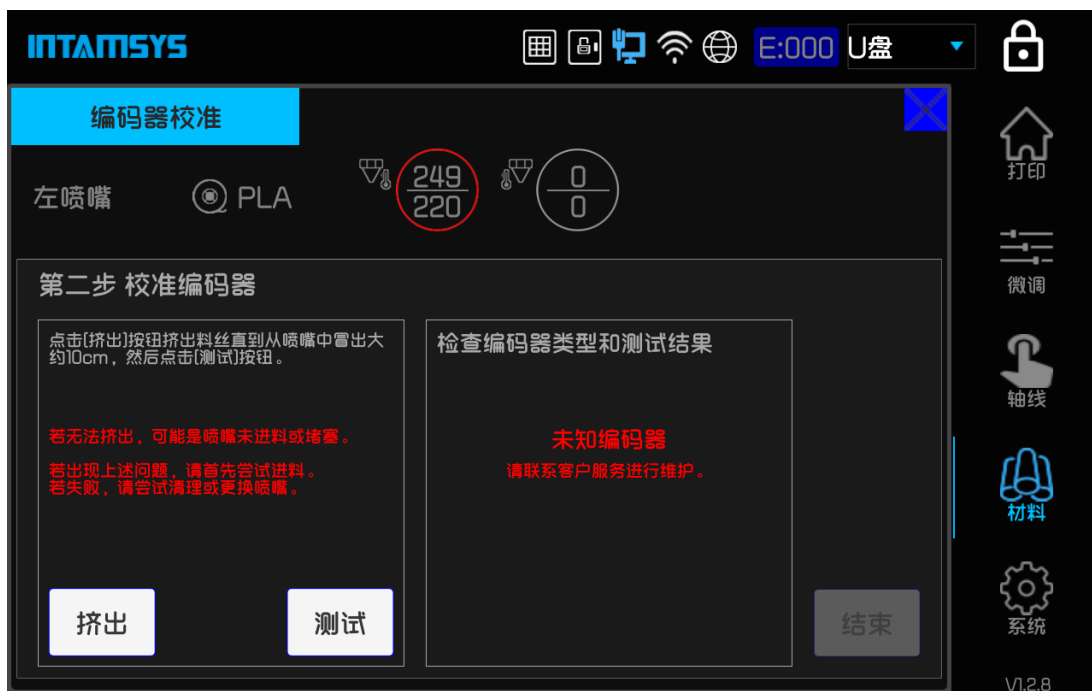 INTAMSYS
E:000
U盘
编码器校准
左喷嘴
PLA
249
220
0
0
第二步 校准编码器
点击[挤出]按钮挤出料丝直到从喷嘴中冒出大
约10cm，然后点击[测试]按钮。
若无法挤出，可能是喷嘴未进料或堵塞。
若出现上述问题，请首先尝试进料。
若失败，请尝试清理或更换喷嘴。
挤出
测试
检查编码器类型和测试结果
未知编码器
请联系客户服务进行维护。
结束
打印
微调
轴线
材料
系统
V1.2.8